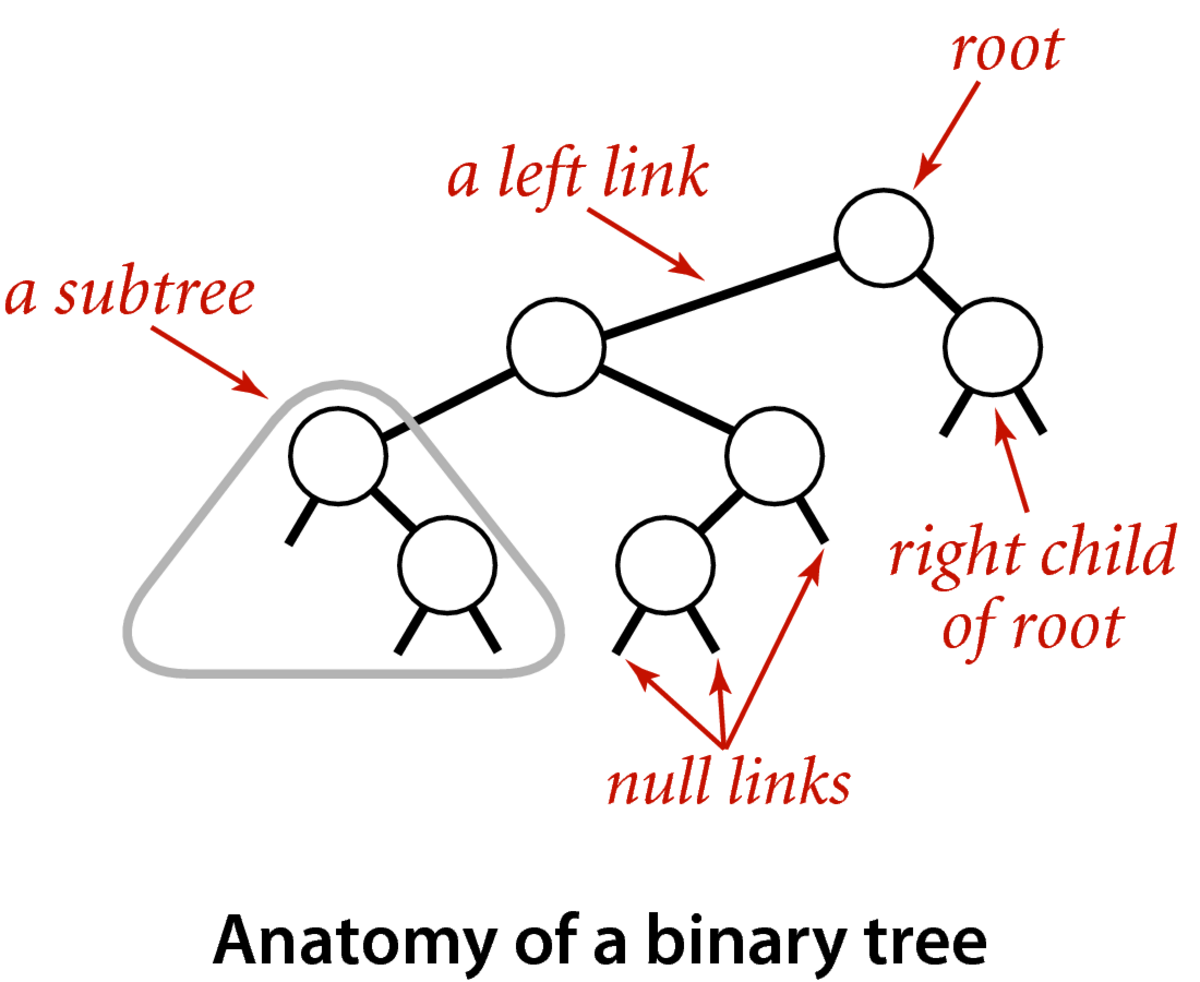 root
a left link
a subtree
right child
of root
null links
Anatomy of a binary tree